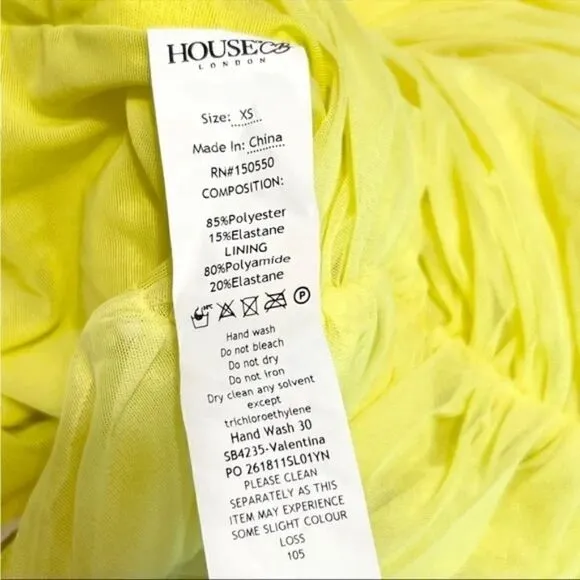 HOUSE OF CB
LONDON
Size: XS
Made In: China
RN#150550
COMPOSITION:
85%Polyester
15%Elastane
LINING
80%Polyamide
20%Elastane
P
Hand wash
Do not bleach
Do not dry
Do not iron
Dry clean any solvent
except
trichloroethylene
Hand Wash 30
SB4235-Valentina
PO 261811SL01YN
PLEASE CLEAN
SEPARATELY AS THIS
ITEM MAY EXPERIENCE
SOME SLIGHT COLOUR
LOSS
105